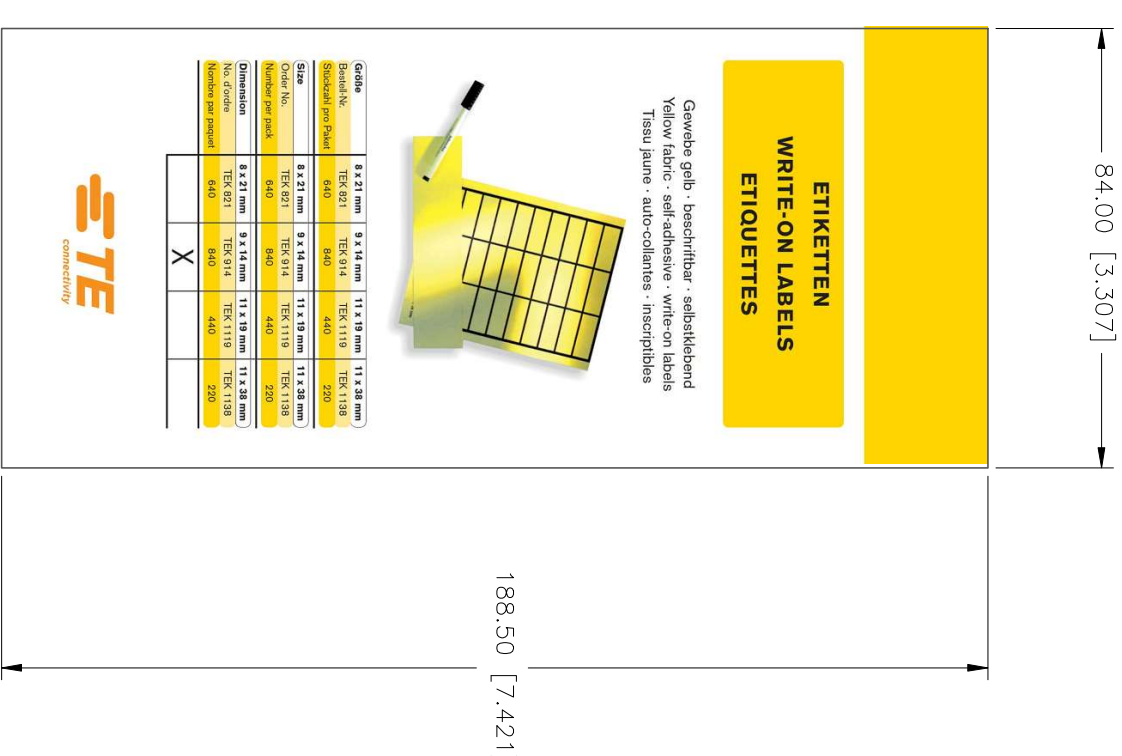 ETIKETTEN
WRITE-ON LABELS
ETIQUETTES
Gewebe gelb · beschriftbar · selbstklebend
Yellow fabric · self-adhesive · write-on labels
Tissu jaune · auto-collantes · inscriptibles
Größe 8 x 21 mm 9 x 14 mm 11 x 19 mm 11 x 38 mm
Bestell-Nr. TEK 821 TEK 914 TEK 1119 TEK 1138
Stückzahl pro Paket 640 840 440 220
Size 8 x 21 mm 9 x 14 mm 11 x 19 mm 11 x 38 mm
Order No. TEK 821 TEK 914 TEK 1119 TEK 1138
Number per pack 640 840 440 220
Dimension 8 x 21 mm 9 x 14 mm 11 x 19 mm 11 x 38 mm
No. d'ordre TEK 821 TEK 914 TEK 1119 TEK 1138
Nombre par paquet 640 840 440 220
X
TE
connectivity
84.00 [3.307]
188.50 [7.421